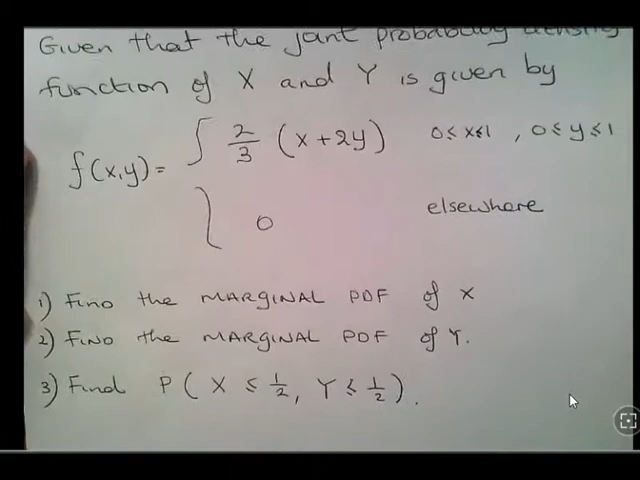 Given that the joint probability density
function of X and Y is given by
f(x,y) = { 2/3 (x+2y) 0≤x≤1, 0≤y≤1
0 elsewhere
1) Find the MARGINAL PDF of X
2) FIND the MARGINAL PDF of Y.
3) Find P( X ≤ 1/2, Y ≤ 1/2).